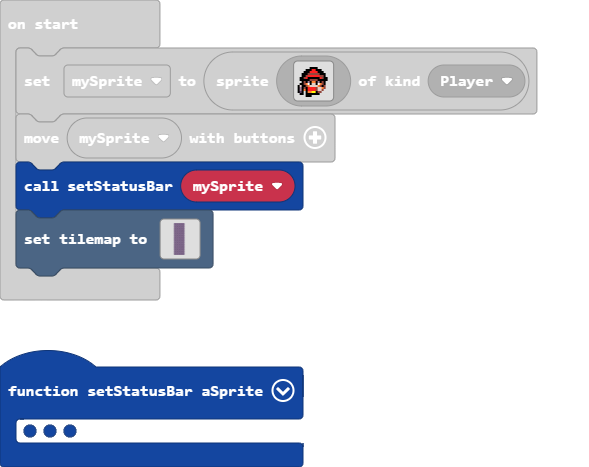 on start
set mySprite to sprite of kind Player
move mySprite with buttons
call setStatusBar mySprite
set tilemap to
function setStatusBar aSprite